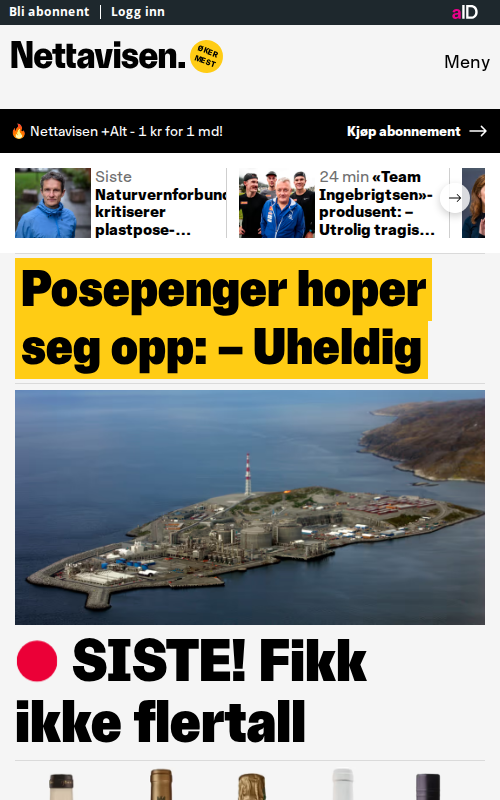 Bli abonnent
Logg inn
aID
Nettavisen.
ØKER
MEST
Meny
🔥 Nettavisen +Alt - 1 kr for 1 md!
Kjøp abonnement →
Siste
Naturvernforbund
kritiserer
plastpose-...
24 min «Team
Ingebrigtsen»-
produsent: –
Utrolig tragis...
Posepenger hoper
seg opp: – Uheldig
SISTE! Fikk
ikke flertall